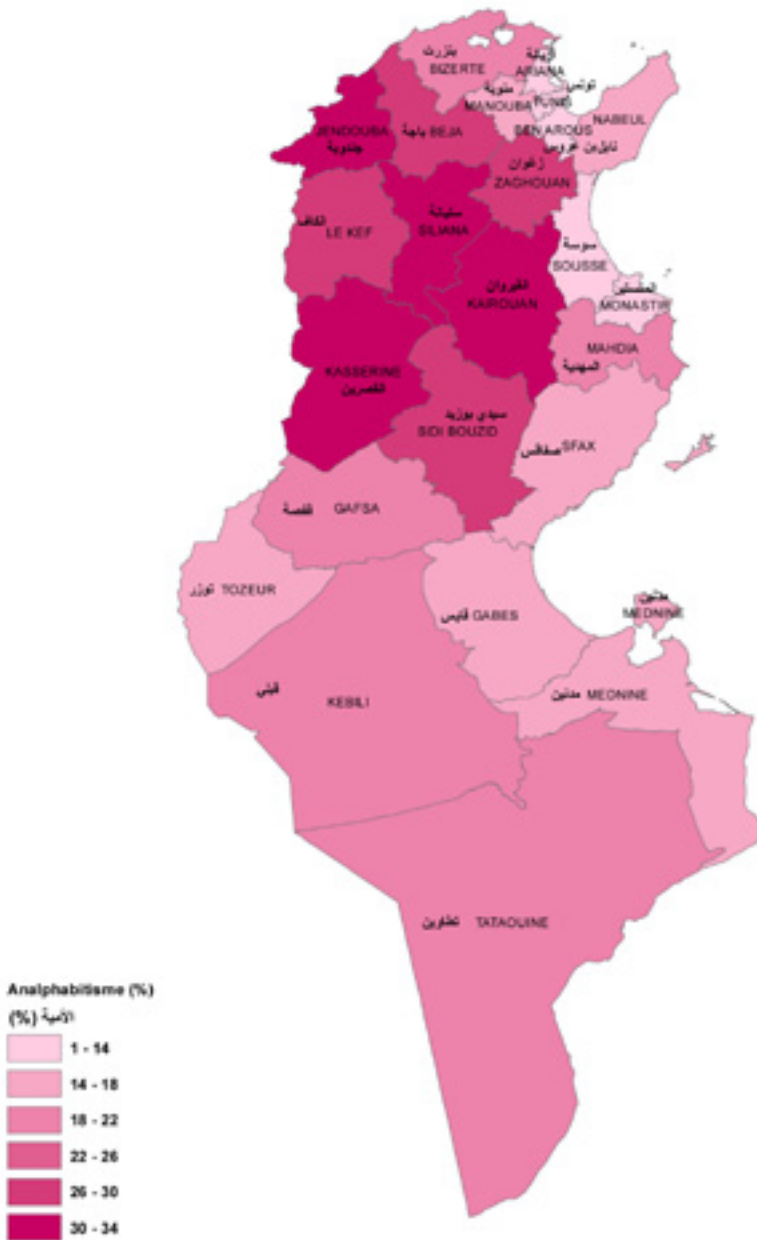 بنزرت
BIZERTE
أريانة
ARIANA
منوبة
MANOUBA
تونس
TUNIS
NABEUL
BEN AROUS
نابل بن عروس
JENDOUBA
جندوبة
باجة BEJA
زغوان
ZAGHOUAN
الكاف
LE KEF
سليانة
SILIANA
سوسة
SOUSSE
القيروان
KAIROUAN
المنستير
MONASTIR
MAHDIA
المهدية
KASSERINE
القصرين
سيدي بوزيد
SIDI BOUZID
صفاقس SFAX
قفصة GAFSA
توزر TOZEUR
قابس GABES
مدنين
MEDNINE
قبلي
KEBILI
مدنين MEDNINE
تطاوين TATAOUINE
Analphabitisme (%)
الأمية (%)
1 - 14
14 - 18
18 - 22
22 - 26
26 - 30
30 - 34